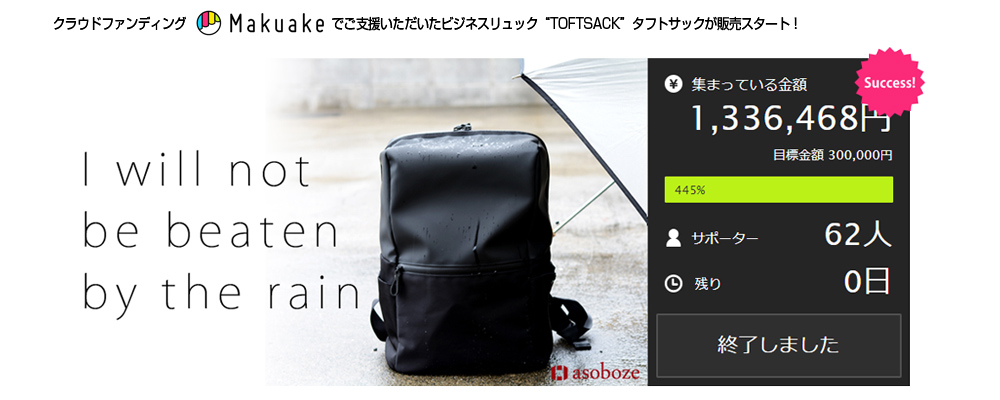 クラウドファンディング Makuake でご支援いただいたビジネスリュック “TOFTSACK” タフトサックが販売スタート！
I will not
be beaten
by the rain
asoboze
Success!
¥ 集まっている金額
1,336,468円
目標金額 300,000円
445%
サポーター 62人
残り 0日
終了しました